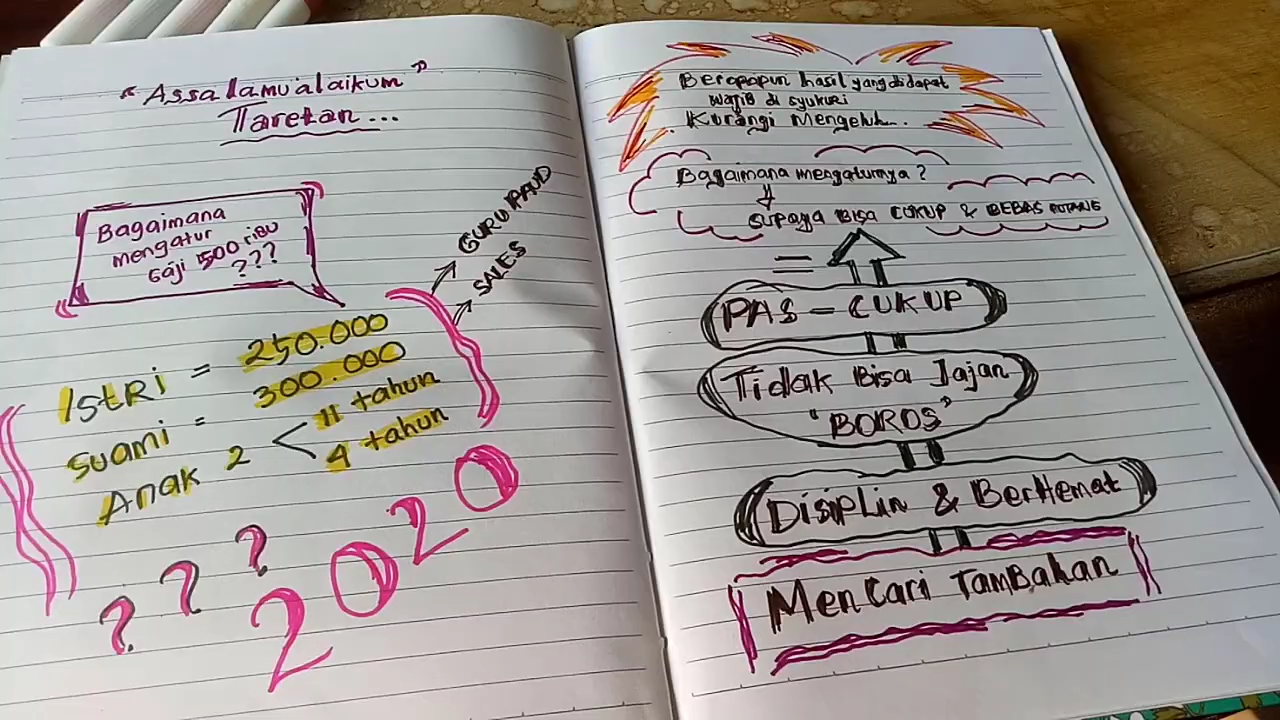 "Assalamualaikum"
Taretan...
Bagaimana
mengatur
Gaji 500 riBU
???
GURU PAUD
SALES
Istri = 250.000
Suami = 300.000
Anak 2 < 11 tahun
4 tahun
? ? ?
2020
Berapapun hasil yang didapat
wajiB di syukuri
Kurangi Mengeluh...
Bagaimana mengaturnya?
Supaya Bisa CUKUP & BEBAS HUTANG
=
PAS - CUKUP
Tidak Bisa Jajan
"BOROS"
Disiplin & BerHemat
Mencari TamBahan